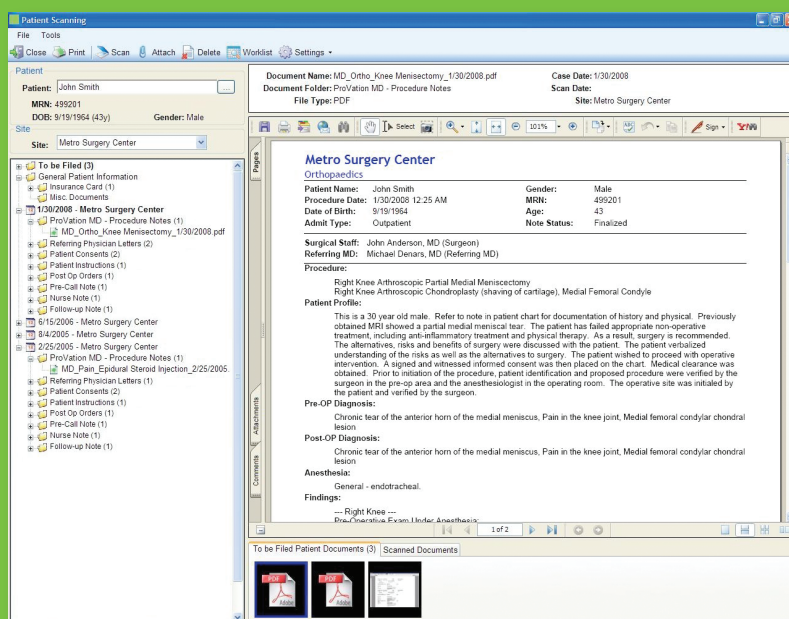 Patient Scanning
File Tools
Close Print Scan Attach Delete Worklist Settings
Patient
Patient: John Smith ...
MRN: 499201
DOB: 9/19/1964 (43y) Gender: Male
Site
Site: Metro Surgery Center
To be Filed (3)
General Patient Information
Insurance Card (1)
Misc. Documents
1/30/2008 - Metro Surgery Center
ProVation MD - Procedure Notes (1)
MD_Ortho_Knee Menisectomy_1/30/2008.pdf
Referring Physician Letters (2)
Patient Consents (2)
Patient Instructions (1)
Post Op Orders (1)
Pre-Call Note (1)
Nurse Note (1)
Follow-up Note (1)
6/15/2006 - Metro Surgery Center
8/4/2005 - Metro Surgery Center
2/25/2005 - Metro Surgery Center
ProVation MD - Procedure Notes (1)
MD_Pain_Epidural Steroid Injection_2/25/2005.
Referring Physician Letters (1)
Patient Consents (2)
Patient Instructions (1)
Post Op Orders (1)
Pre-Call Note (1)
Nurse Note (1)
Follow-up Note (1)
Document Name: MD_Ortho_Knee Menisectomy_1/30/2008.pdf Case Date: 1/30/2008
Document Folder: ProVation MD - Procedure Notes Scan Date:
File Type: PDF Site: Metro Surgery Center
Select 101% Sign
Pages
Attachments
Comments
Metro Surgery Center
Orthopaedics
Patient Name: John Smith Gender: Male
Procedure Date: 1/30/2008 12:25 AM MRN: 499201
Date of Birth: 9/19/1964 Age: 43
Admit Type: Outpatient Note Status: Finalized
Surgical Staff: John Anderson, MD (Surgeon)
Referring MD: Michael Denars, MD (Referring MD)
Procedure:
Right Knee Arthroscopic Partial Medial Meniscectomy
Right Knee Arthroscopic Chondroplasty (shaving of cartilage), Medial Femoral Condyle
Patient Profile:
This is a 30 year old male. Refer to note in patient chart for documentation of history and physical. Previously
obtained MRI showed a partial medial meniscal tear. The patient has failed appropriate non-operative
treatment, including anti-inflammatory treatment and physical therapy. As a result, surgery is recommended.
The alternatives, risks and benefits of surgery were discussed with the patient. The patient verbalized
understanding of the risks as well as the alternatives to surgery. The patient wished to proceed with operative
intervention. A signed and witnessed informed consent was then placed on the chart. Medical clearance was
obtained. Prior to initiation of the procedure, patient identification and proposed procedure were verified by the
surgeon in the pre-op area and the anesthesiologist in the operating room. The operative site was initialed by
the patient and verified by the surgeon.
Pre-OP Diagnosis:
Chronic tear of the anterior horn of the medial meniscus, Pain in the knee joint, Medial femoral condylar chondral
lesion
Post-OP Diagnosis:
Chronic tear of the anterior horn of the medial meniscus, Pain in the knee joint, Medial femoral condylar chondral
lesion
Anesthesia:
General - endotracheal.
Findings:
--- Right Knee ---
Pre-Operative Exam Under Anesthesia:
1 of 2
To be Filed Patient Documents (3) Scanned Documents
PDF Adobe
PDF Adobe